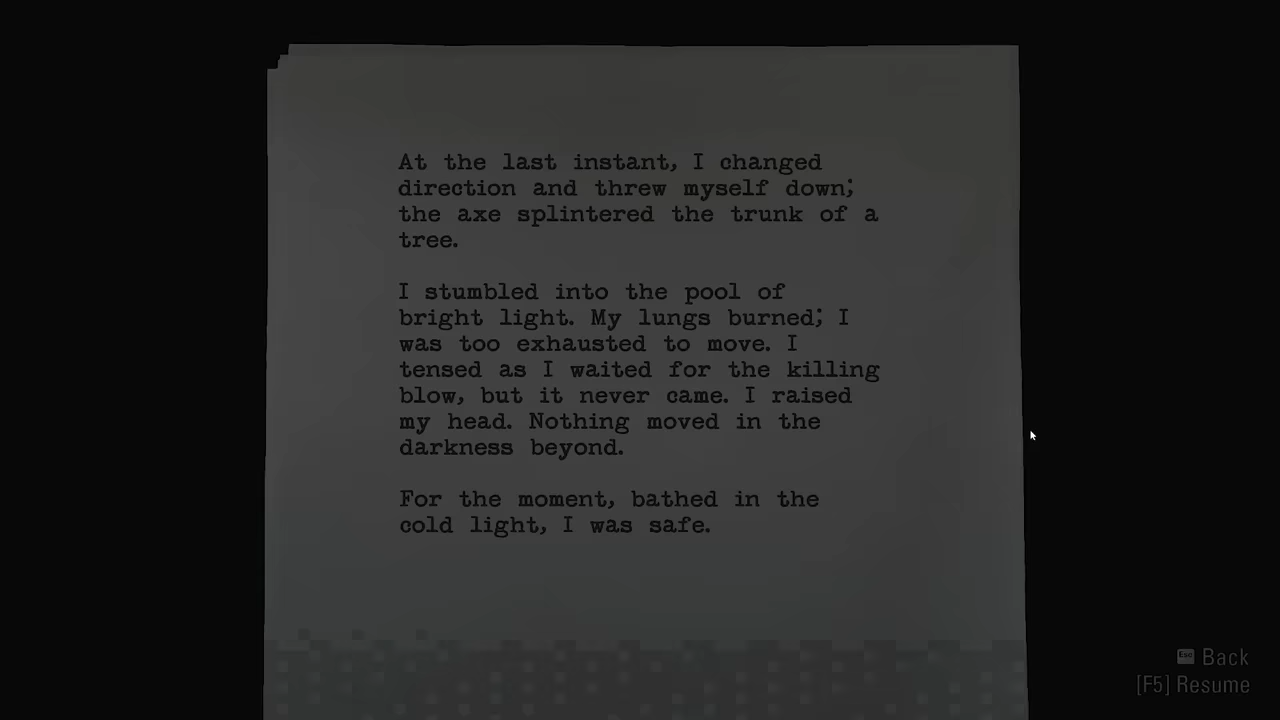 At the last instant, I changed
direction and threw myself down;
the axe splintered the trunk of a
tree.
I stumbled into the pool of
bright light. My lungs burned; I
was too exhausted to move. I
tensed as I waited for the killing
blow, but it never came. I raised
my head. Nothing moved in the
darkness beyond.
For the moment, bathed in the
cold light, I was safe.
Esc Back
[F5] Resume